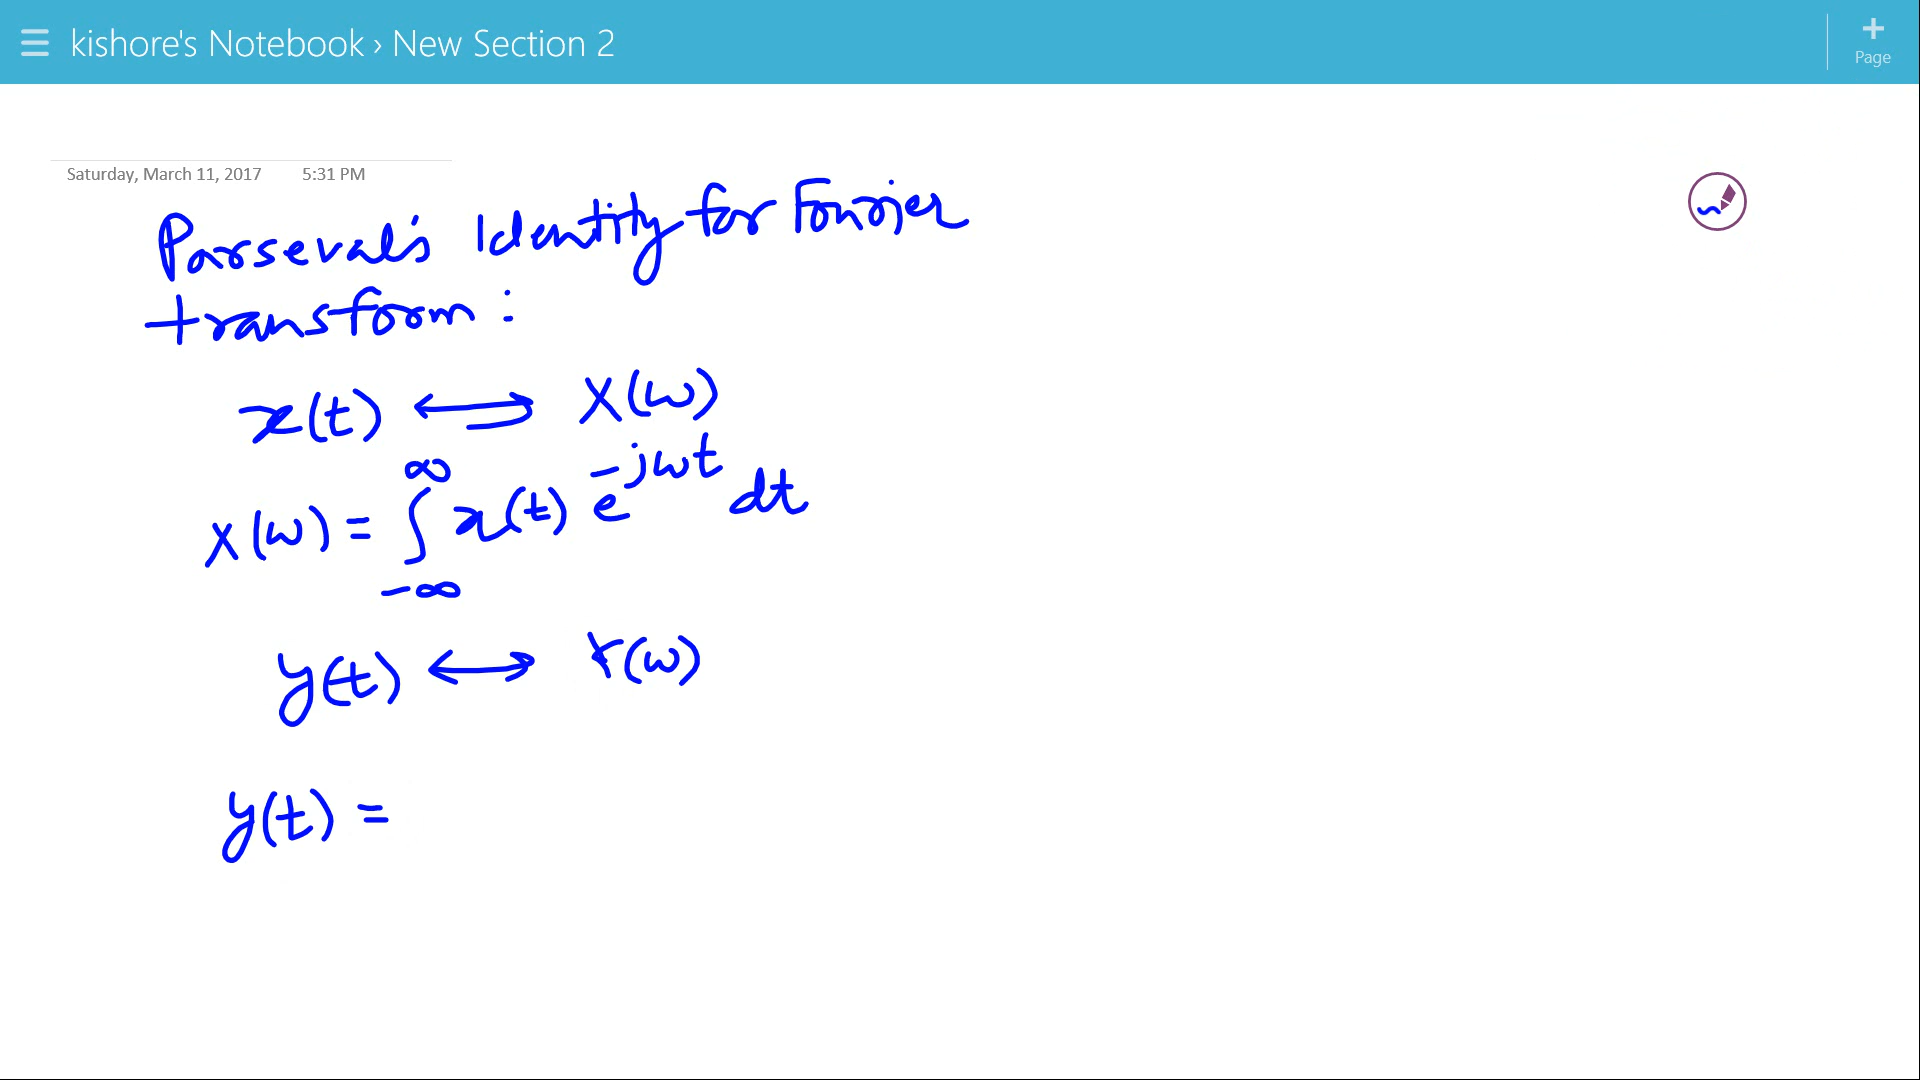 kishore's Notebook › New Section 2
+ Page
Saturday, March 11, 2017 5:31 PM
Parseval's Identity for Fourier
transform :
x(t) ⟷ X(ω)
X(ω) = ∫_{-∞}^{∞} x(t) e^{-jωt} dt
y(t) ⟷ Y(ω)
y(t) =